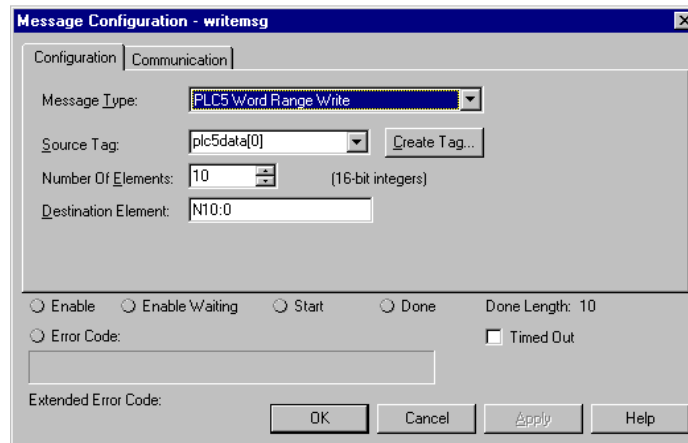 Message Configuration - writemsg
Configuration Communication
Message Type: PLC5 Word Range Write
Source Tag: plc5data[0] Create Tag...
Number Of Elements: 10 (16-bit integers)
Destination Element: N10:0
Enable Enable Waiting Start Done Done Length: 10
Error Code: Timed Out
Extended Error Code:
OK Cancel Apply Help